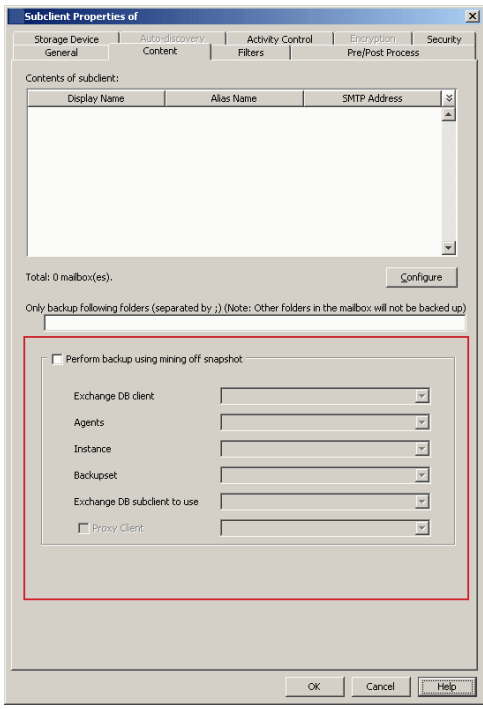 Subclient Properties of
Storage Device Auto-discovery Activity Control Encryption Security
General Content Filters Pre/Post Process
Contents of subclient:
Display Name Alias Name SMTP Address
Total: 0 mailbox(es).
Configure
Only backup following folders (separated by ;) (Note: Other folders in the mailbox will not be backed up)
Perform backup using mining off snapshot
Exchange DB client
Agents
Instance
Backupset
Exchange DB subclient to use
Proxy Client
OK Cancel Help